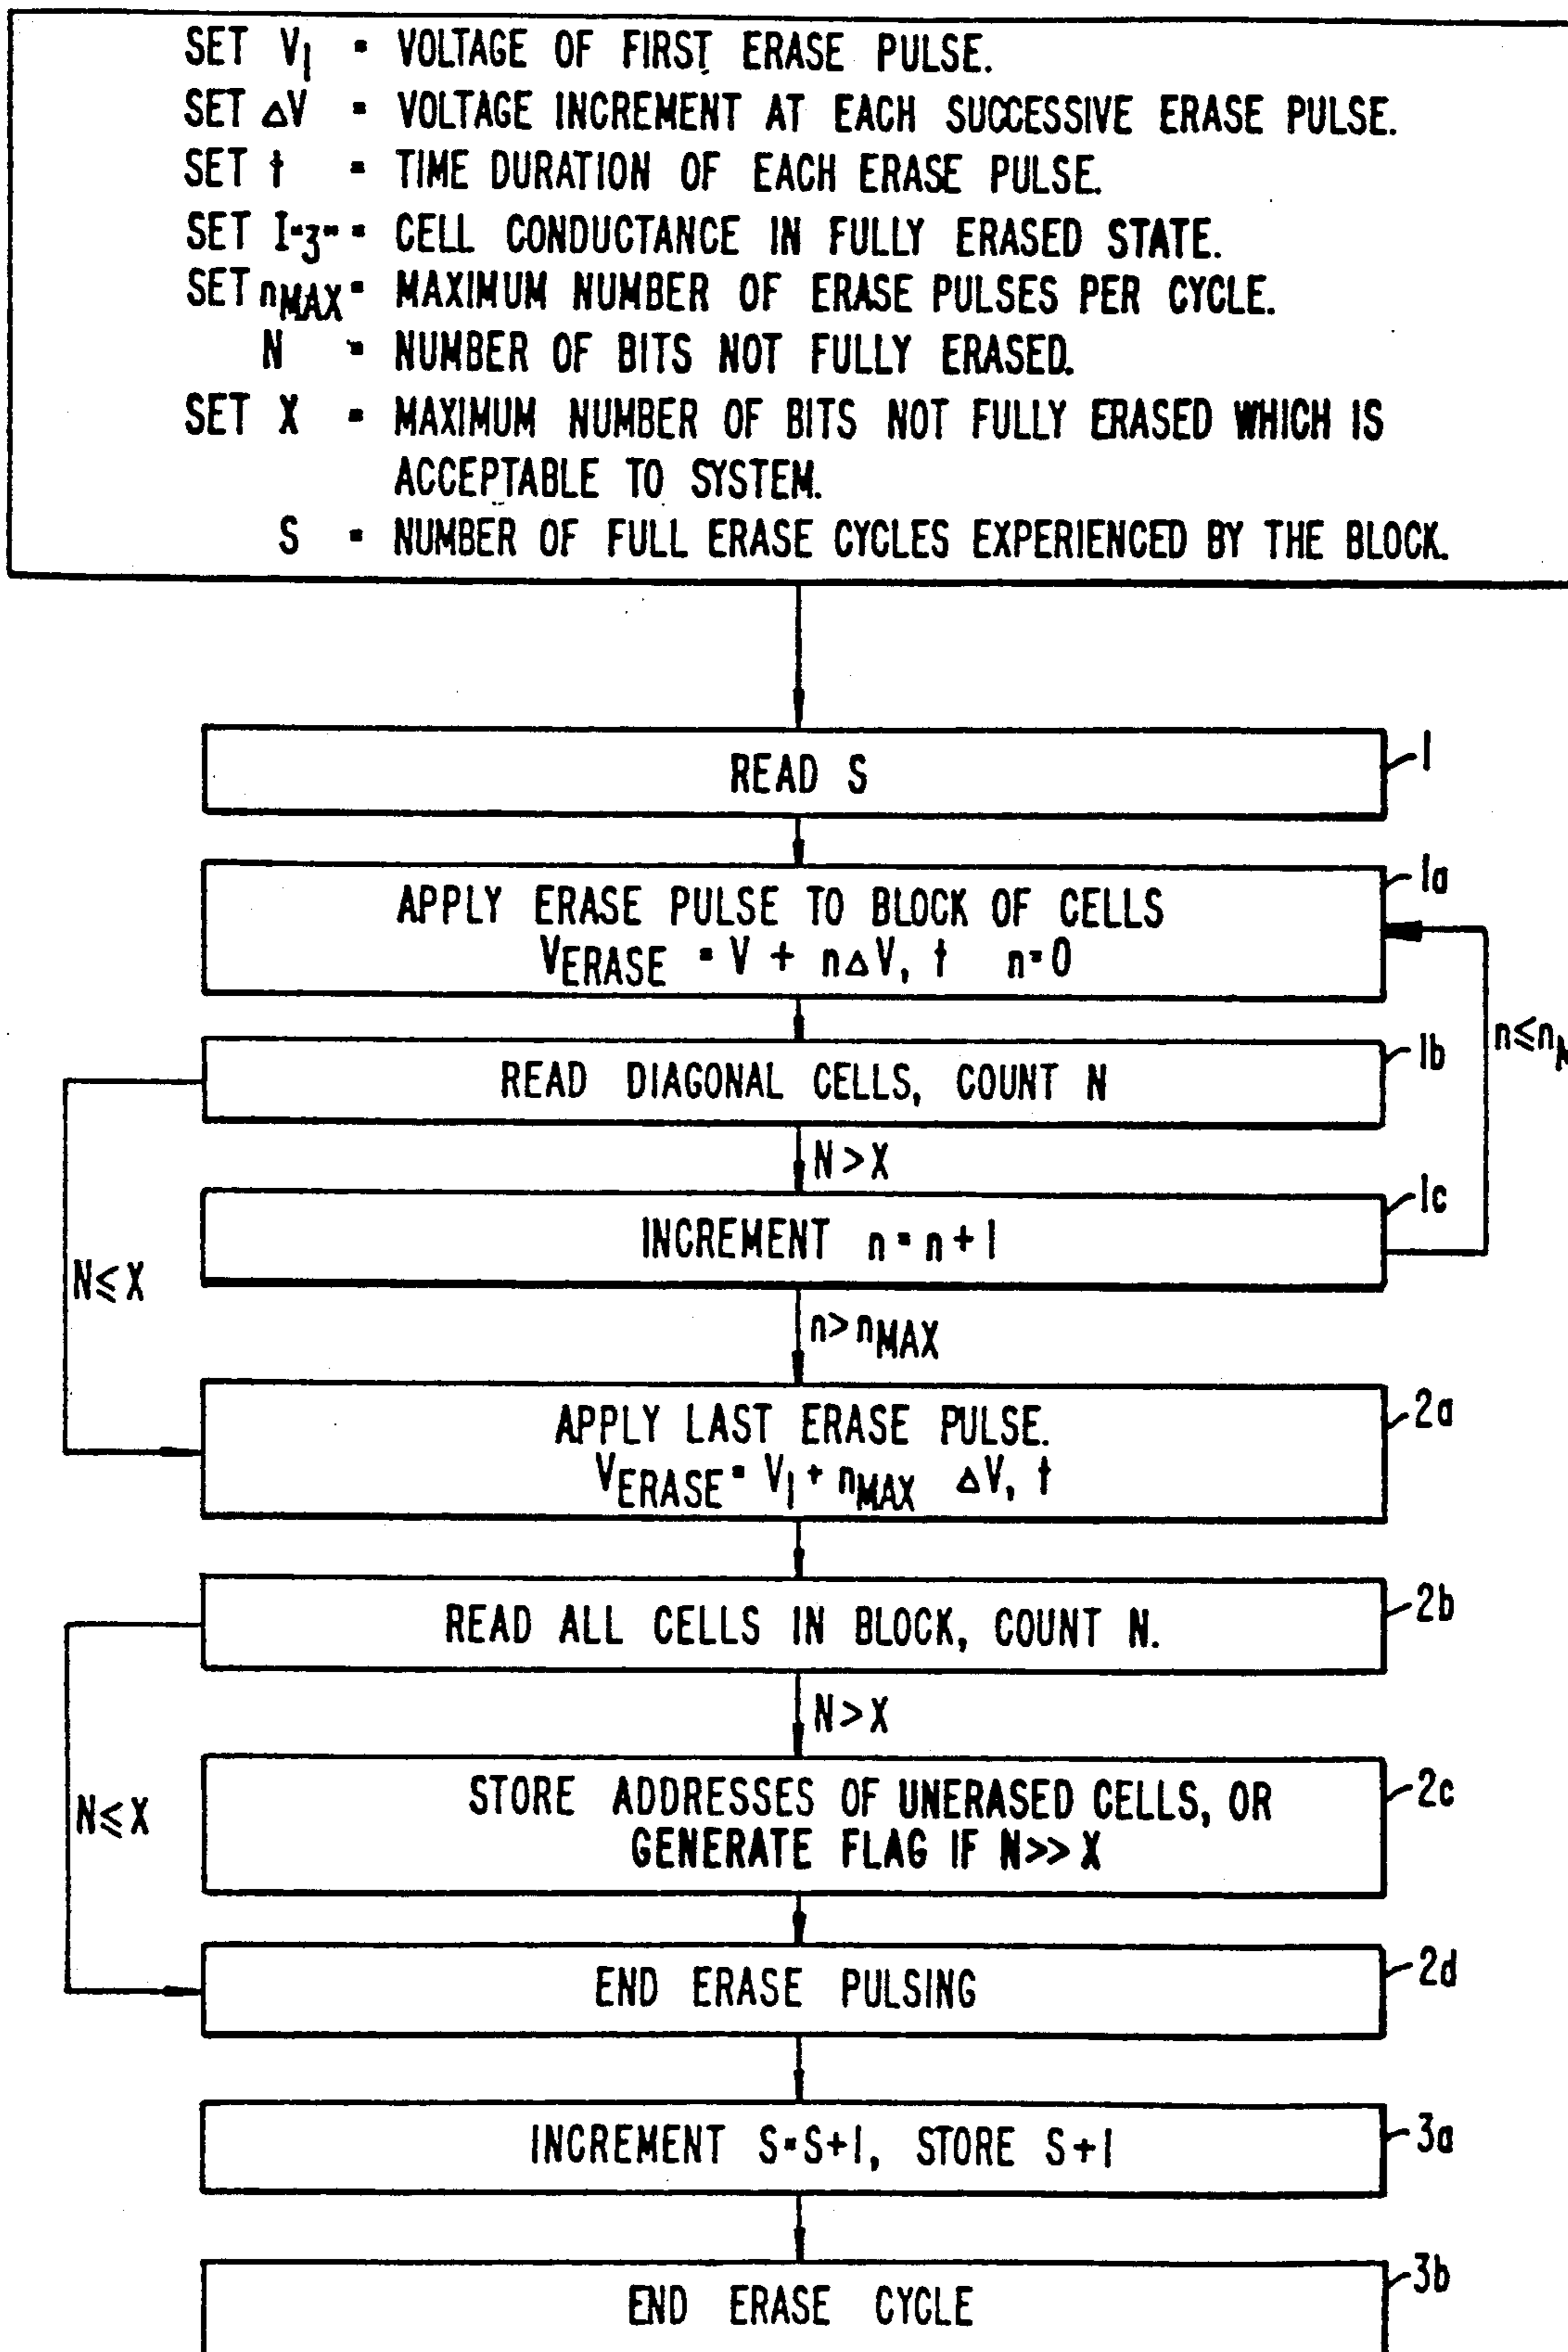 SET V1 = VOLTAGE OF FIRST ERASE PULSE.
SET ΔV = VOLTAGE INCREMENT AT EACH SUCCESSIVE ERASE PULSE.
SET t = TIME DURATION OF EACH ERASE PULSE.
SET I"3" = CELL CONDUCTANCE IN FULLY ERASED STATE.
SET nMAX = MAXIMUM NUMBER OF ERASE PULSES PER CYCLE.
N = NUMBER OF BITS NOT FULLY ERASED.
SET X = MAXIMUM NUMBER OF BITS NOT FULLY ERASED WHICH IS
ACCEPTABLE TO SYSTEM.
S = NUMBER OF FULL ERASE CYCLES EXPERIENCED BY THE BLOCK.
READ S
1
APPLY ERASE PULSE TO BLOCK OF CELLS
VERASE = V + nΔV, t n=0
1a
READ DIAGONAL CELLS, COUNT N
1b
n≤n
N>X
INCREMENT n=n+1
1c
N≤X
n>nMAX
APPLY LAST ERASE PULSE.
VERASE = V1 + nMAX ΔV, t
2a
READ ALL CELLS IN BLOCK, COUNT N.
2b
N>X
STORE ADDRESSES OF UNERASED CELLS, OR
GENERATE FLAG IF N>>X
2c
N≤X
END ERASE PULSING
2d
INCREMENT S=S+1, STORE S+1
3a
END ERASE CYCLE
3b